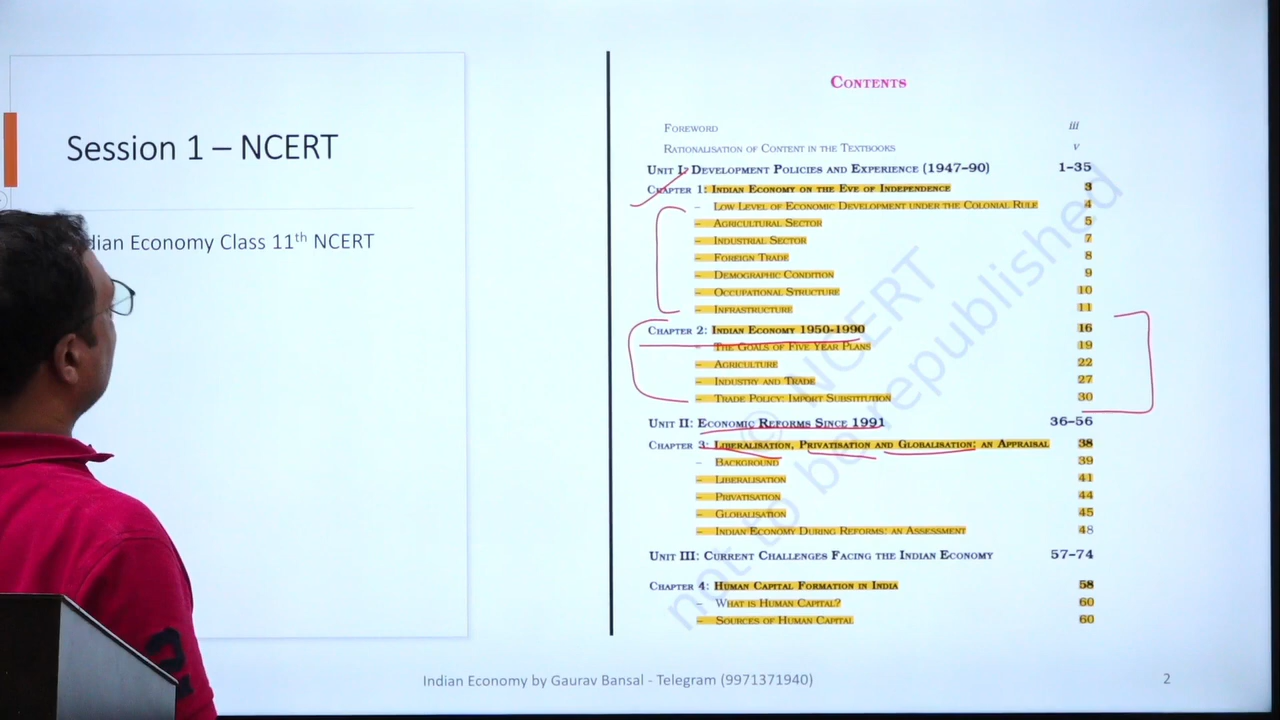 Session 1 – NCERT
dian Economy Class 11th NCERT
CONTENTS
FOREWORD iii
RATIONALISATION OF CONTENT IN THE TEXTBOOKS v
UNIT I: DEVELOPMENT POLICIES AND EXPERIENCE (1947–90) 1–35
CHAPTER 1: INDIAN ECONOMY ON THE EVE OF INDEPENDENCE 3
– LOW LEVEL OF ECONOMIC DEVELOPMENT UNDER THE COLONIAL RULE 4
– AGRICULTURAL SECTOR 5
– INDUSTRIAL SECTOR 7
– FOREIGN TRADE 8
– DEMOGRAPHIC CONDITION 9
– OCCUPATIONAL STRUCTURE 10
– INFRASTRUCTURE 11
CHAPTER 2: INDIAN ECONOMY 1950-1990 16
– THE GOALS OF FIVE YEAR PLANS 19
– AGRICULTURE 22
– INDUSTRY AND TRADE 27
– TRADE POLICY: IMPORT SUBSTITUTION 30
UNIT II: ECONOMIC REFORMS SINCE 1991 36–56
CHAPTER 3: LIBERALISATION, PRIVATISATION AND GLOBALISATION: AN APPRAISAL 38
– BACKGROUND 39
– LIBERALISATION 41
– PRIVATISATION 44
– GLOBALISATION 45
– INDIAN ECONOMY DURING REFORMS: AN ASSESSMENT 48
UNIT III: CURRENT CHALLENGES FACING THE INDIAN ECONOMY 57–74
CHAPTER 4: HUMAN CAPITAL FORMATION IN INDIA 58
– WHAT IS HUMAN CAPITAL? 60
– SOURCES OF HUMAN CAPITAL 60
© NCERT
not to be republished
Indian Economy by Gaurav Bansal - Telegram (9971371940)
2